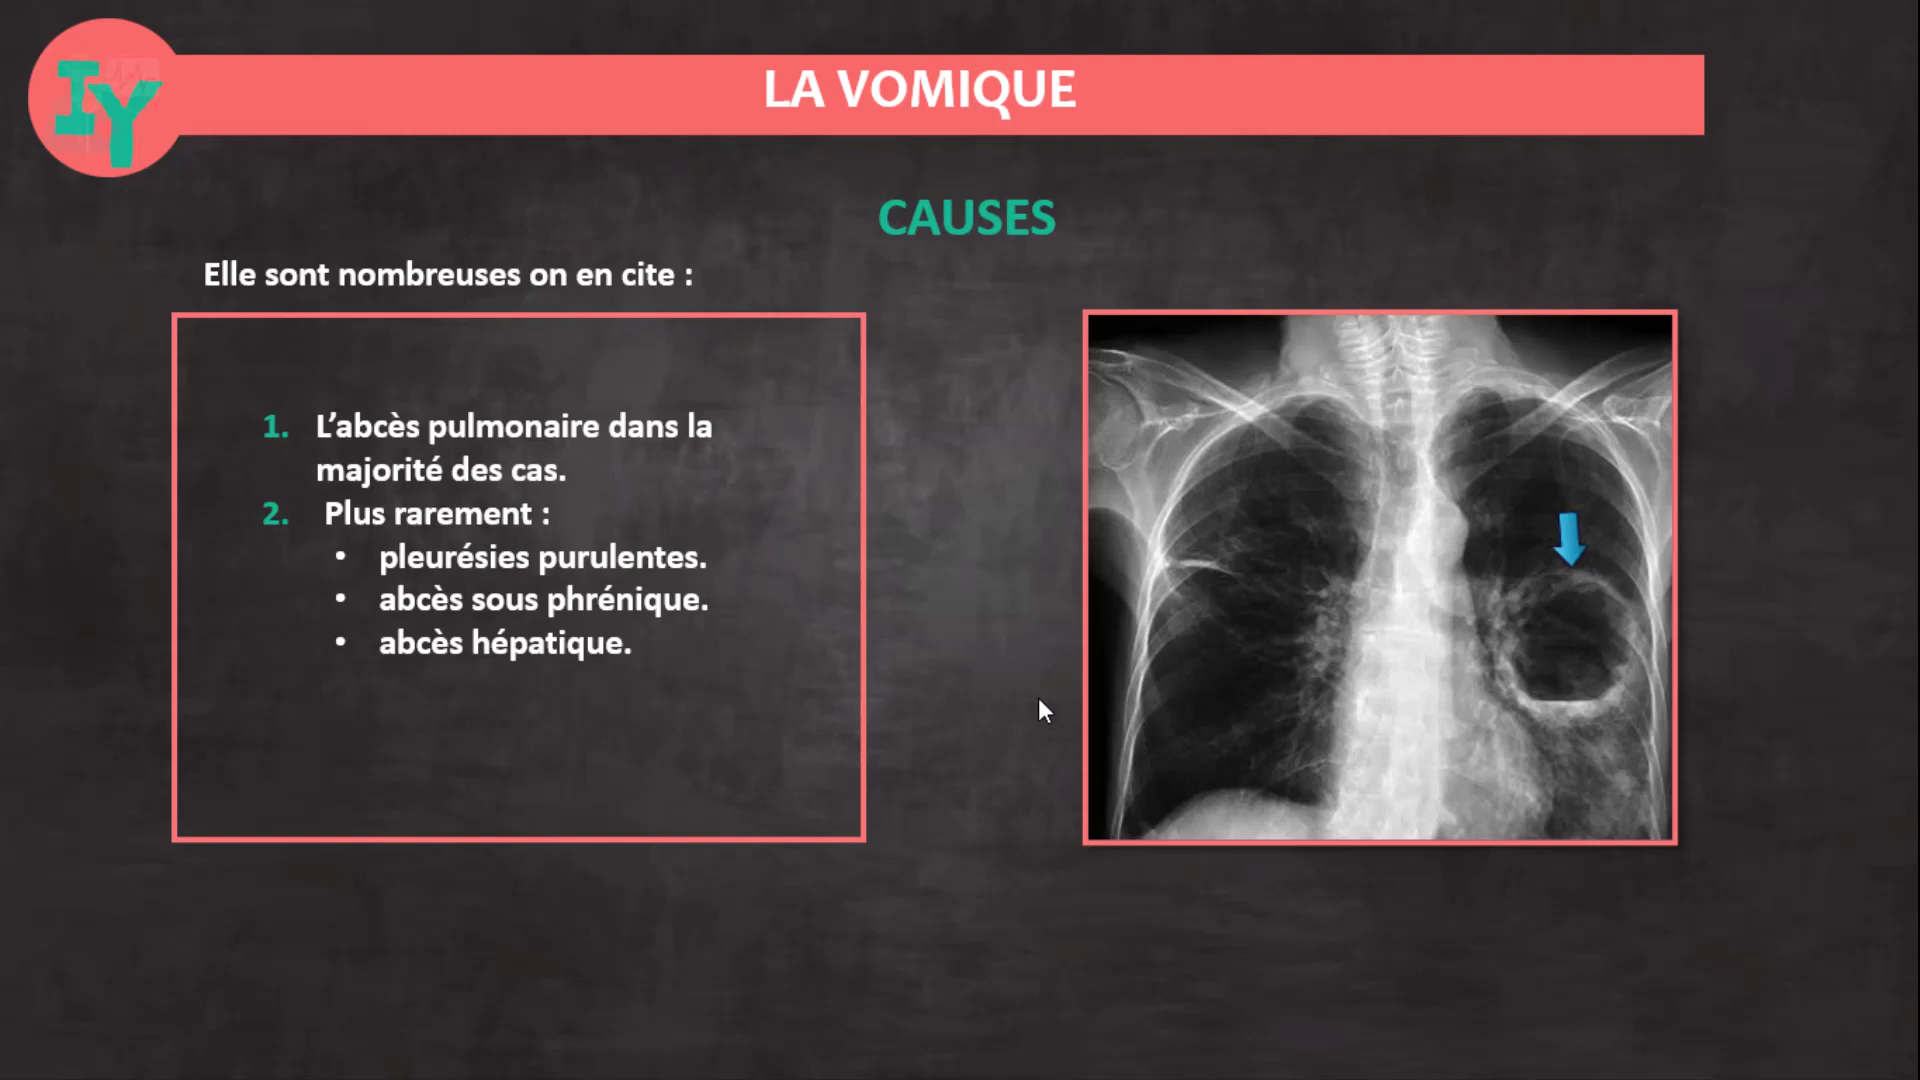 IY
LA VOMIQUE
CAUSES
Elle sont nombreuses on en cite :
1. L’abcès pulmonaire dans la
majorité des cas.
2. Plus rarement :
• pleurésies purulentes.
• abcès sous phrénique.
• abcès hépatique.